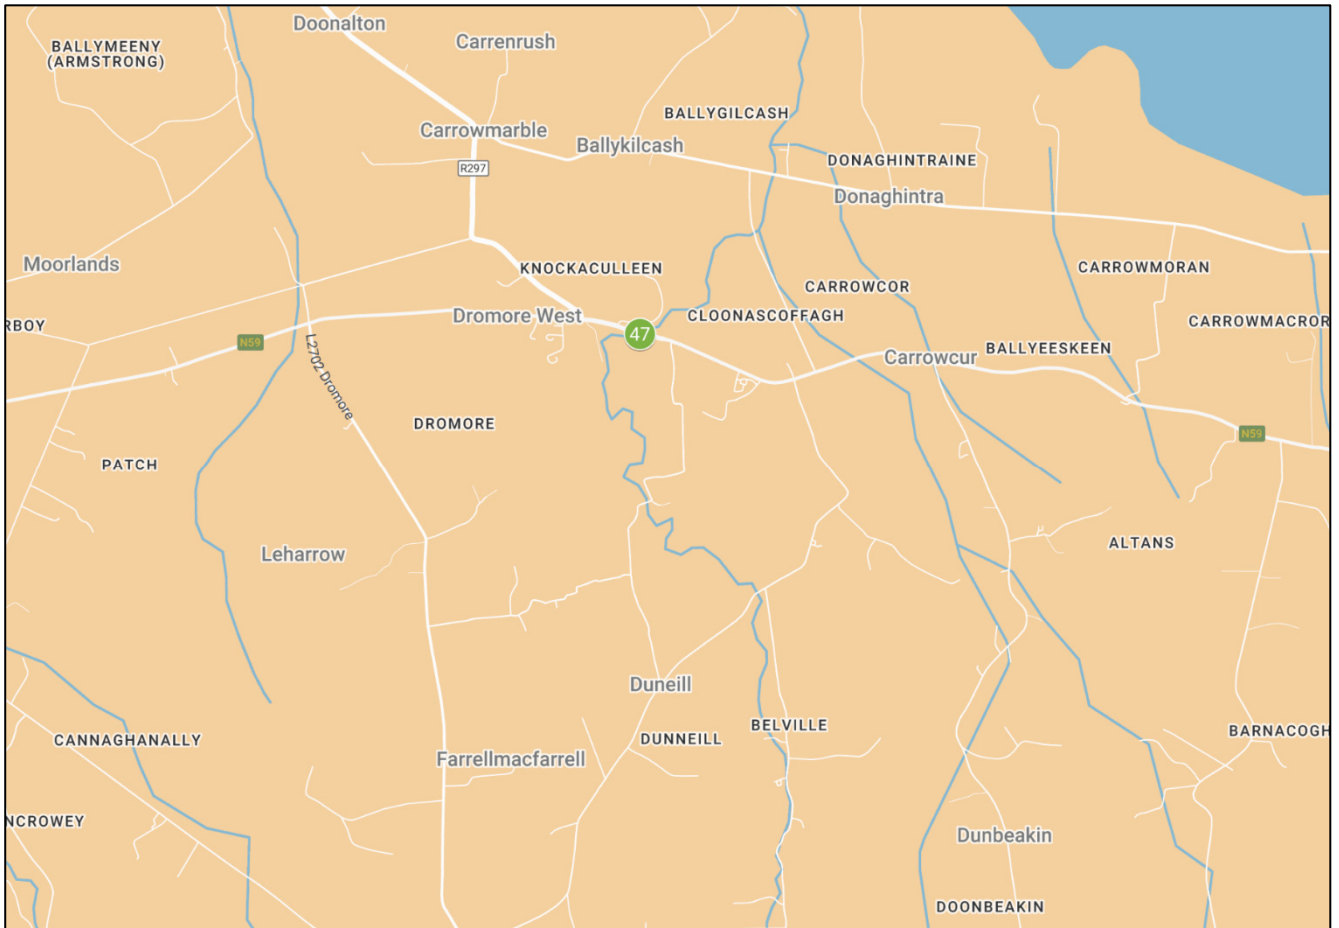 Doonalton
Carrenrush
BALLYMEENY
(ARMSTRONG)
BALLYGILCASH
Carrowmarble
Ballykilcash
R297
DONAGHINTRAINE
Donaghintra
Moorlands
KNOCKACULLEEN
CARROWMORAN
CARROWCOR
Dromore West
CLOONASCOFFAGH
CARROWMACROR
RBOY
47
N59
BALLYEESKEEN
Carrowcur
L2702 Dromore
DROMORE
N59
PATCH
ALTANS
Leharrow
Duneill
BELVILLE
BARNACOGH
CANNAGHANALLY
DUNNEILL
Farrellmacfarrell
NCROWEY
Dunbeakin
DOONBEAKIN